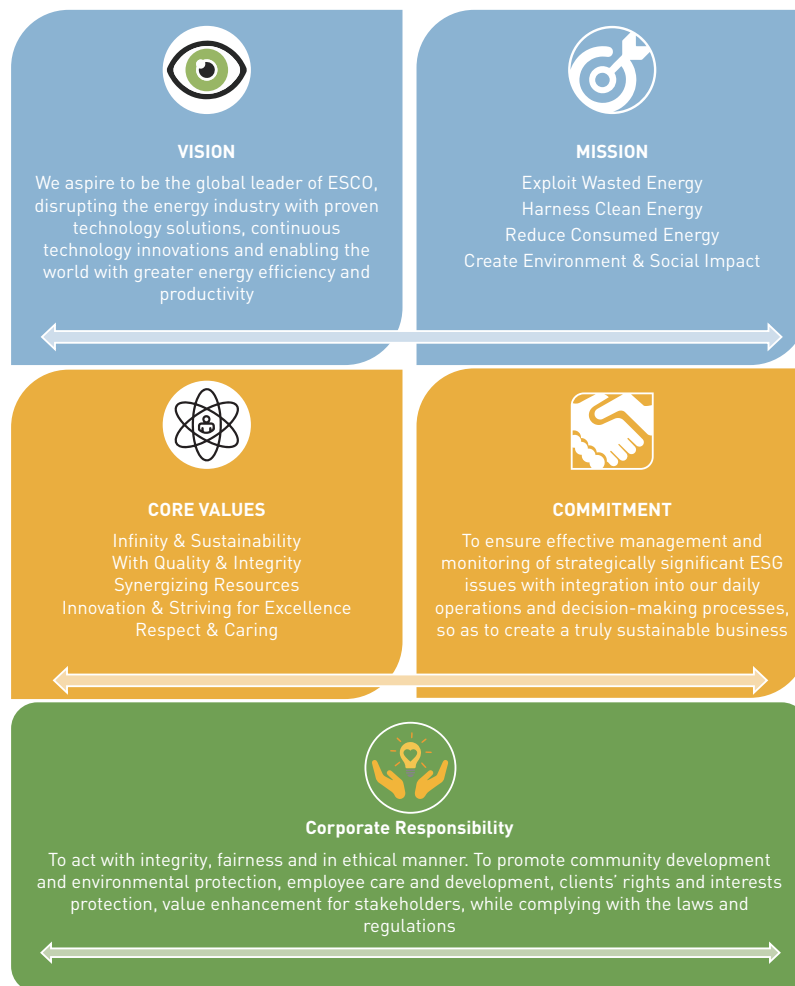 VISION
We aspire to be the global leader of ESCO,
disrupting the energy industry with proven
technology solutions, continuous
technology innovations and enabling the
world with greater energy efficiency and
productivity
MISSION
Exploit Wasted Energy
Harness Clean Energy
Reduce Consumed Energy
Create Environment & Social Impact
CORE VALUES
Infinity & Sustainability
With Quality & Integrity
Synergizing Resources
Innovation & Striving for Excellence
Respect & Caring
COMMITMENT
To ensure effective management and
monitoring of strategically significant ESG
issues with integration into our daily
operations and decision-making processes,
so as to create a truly sustainable business
Corporate Responsibility
To act with integrity, fairness and in ethical manner. To promote community development
and environmental protection, employee care and development, clients’ rights and interests
protection, value enhancement for stakeholders, while complying with the laws and
regulations